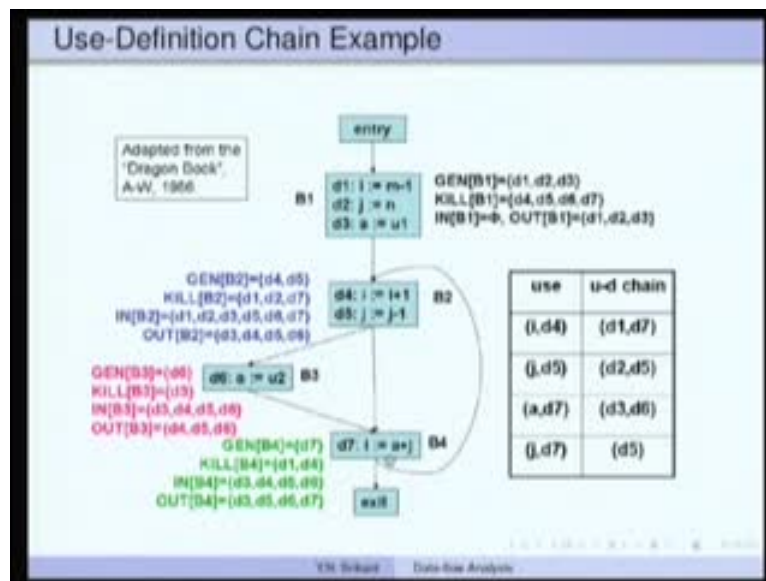 Use-Definition Chain Example
entry
Adapted from the
"Dragon Book",
A-W, 1986
B1
d1: i := m-1
d2: j := n
d3: a := u1
GEN[B1]={d1,d2,d3}
KILL[B1]={d4,d5,d6,d7}
IN[B1]=Φ, OUT[B1]={d1,d2,d3}
GEN[B2]={d4,d5}
KILL[B2]={d1,d2,d7}
IN[B2]={d1,d2,d3,d5,d6,d7}
OUT[B2]={d3,d4,d5,d6}
d4: i := i+1
d5: j := j-1
B2
use u-d chain
(i,d4) (d1,d7)
(j,d5) (d2,d5)
(a,d7) (d3,d6)
(j,d7) (d5)
GEN[B3]={d6}
KILL[B3]={d3}
IN[B3]={d3,d4,d5,d6}
OUT[B3]={d4,d5,d6}
d6: a := u2
B3
GEN[B4]={d7}
KILL[B4]={d1,d4}
IN[B4]={d3,d4,d5,d6}
OUT[B4]={d3,d5,d6,d7}
d7: i := a+j
B4
exit
Y.N. Srikant Data-flow Analysis